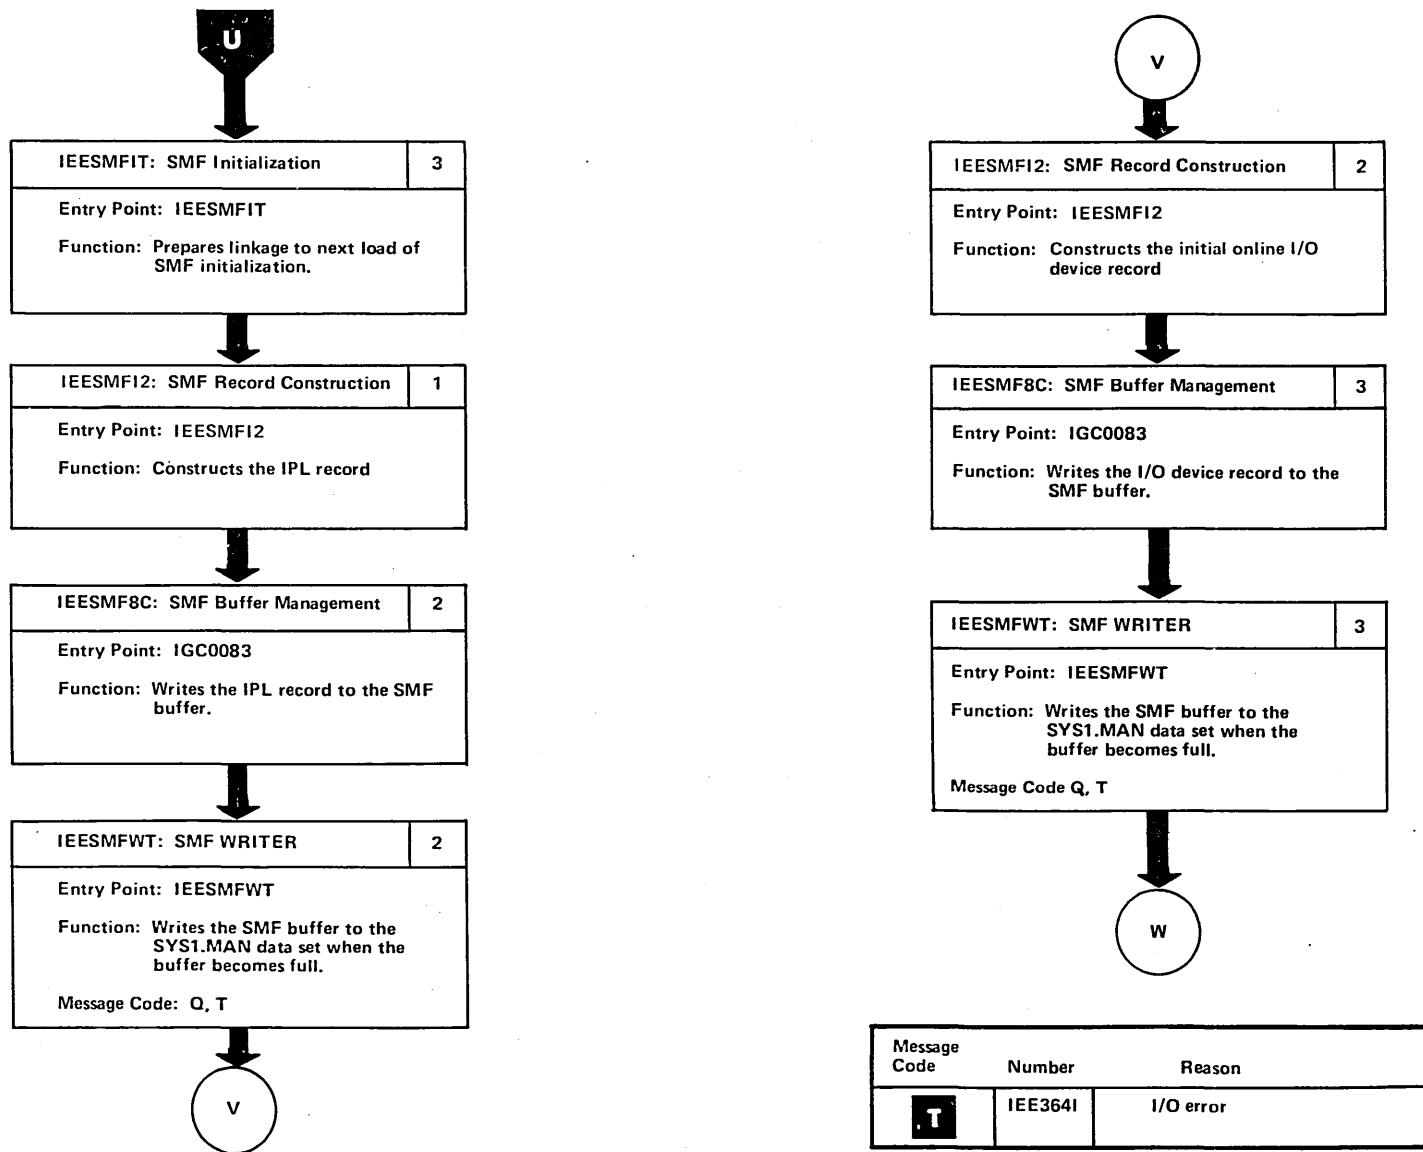 U
IEESMFIT: SMF Initialization 3
Entry Point: IEESMFIT
Function: Prepares linkage to next load of
SMF initialization.
IEESMFI2: SMF Record Construction 1
Entry Point: IEESMFI2
Function: Constructs the IPL record
IEESMF8C: SMF Buffer Management 2
Entry Point: IGC0083
Function: Writes the IPL record to the SMF
buffer.
IEESMFWT: SMF WRITER 2
Entry Point: IEESMFWT
Function: Writes the SMF buffer to the
SYS1.MAN data set when the
buffer becomes full.
Message Code: Q, T
V
V
IEESMFI2: SMF Record Construction 2
Entry Point: IEESMFI2
Function: Constructs the initial online I/O
device record
IEESMF8C: SMF Buffer Management 3
Entry Point: IGC0083
Function: Writes the I/O device record to the
SMF buffer.
IEESMFWT: SMF WRITER 3
Entry Point: IEESMFWT
Function: Writes the SMF buffer to the
SYS1.MAN data set when the
buffer becomes full.
Message Code Q, T
W
Message
Code Number Reason
T IEE364I I/O error